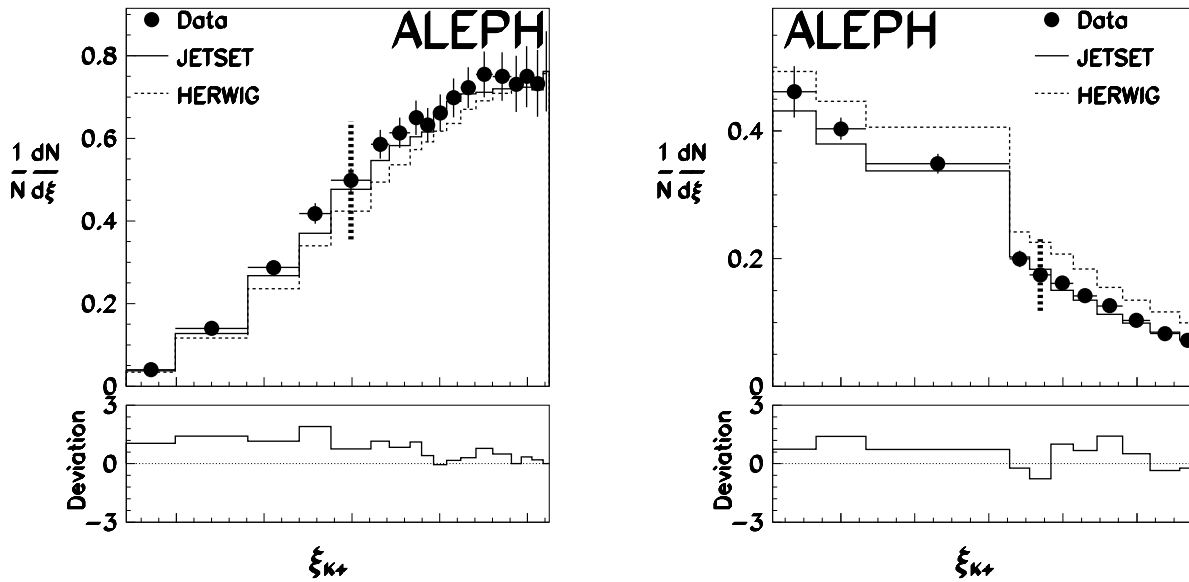 Data
JETSET
HERWIG
ALEPH
0.8
0.6
0.4
0.2
0
1 dN
N dξ
3
0
−3
Deviation
ξK+
ALEPH
Data
JETSET
HERWIG
0.4
0.2
0
1 dN
N dξ
3
0
−3
Deviation
ξK+